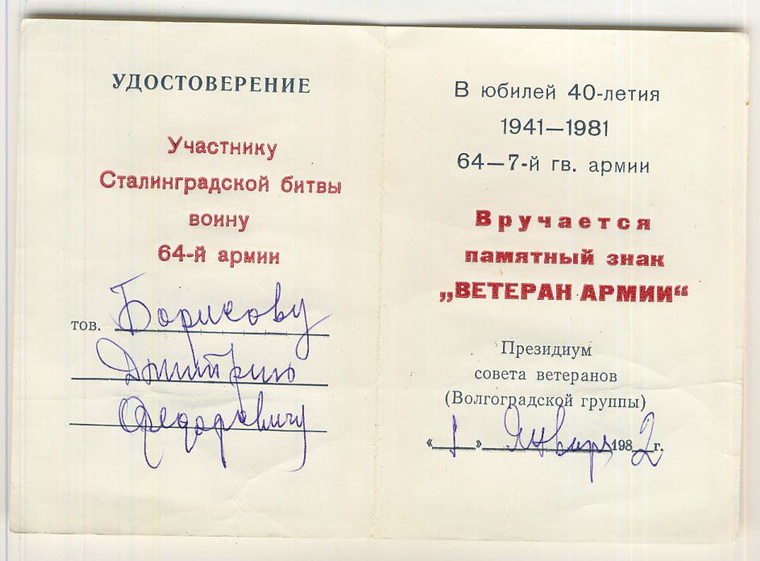 УДОСТОВЕРЕНИЕ
Участнику
Сталинградской битвы
воину
64-й армии
тов. Борисову
Дмитрию
Федоровичу
В юбилей 40-летия
1941—1981
64—7-й гв. армии
Вручается
памятный знак
„ВЕТЕРАН АРМИИ“
Президиум
совета ветеранов
(Волгоградской группы)
«1» Января 1982 г.